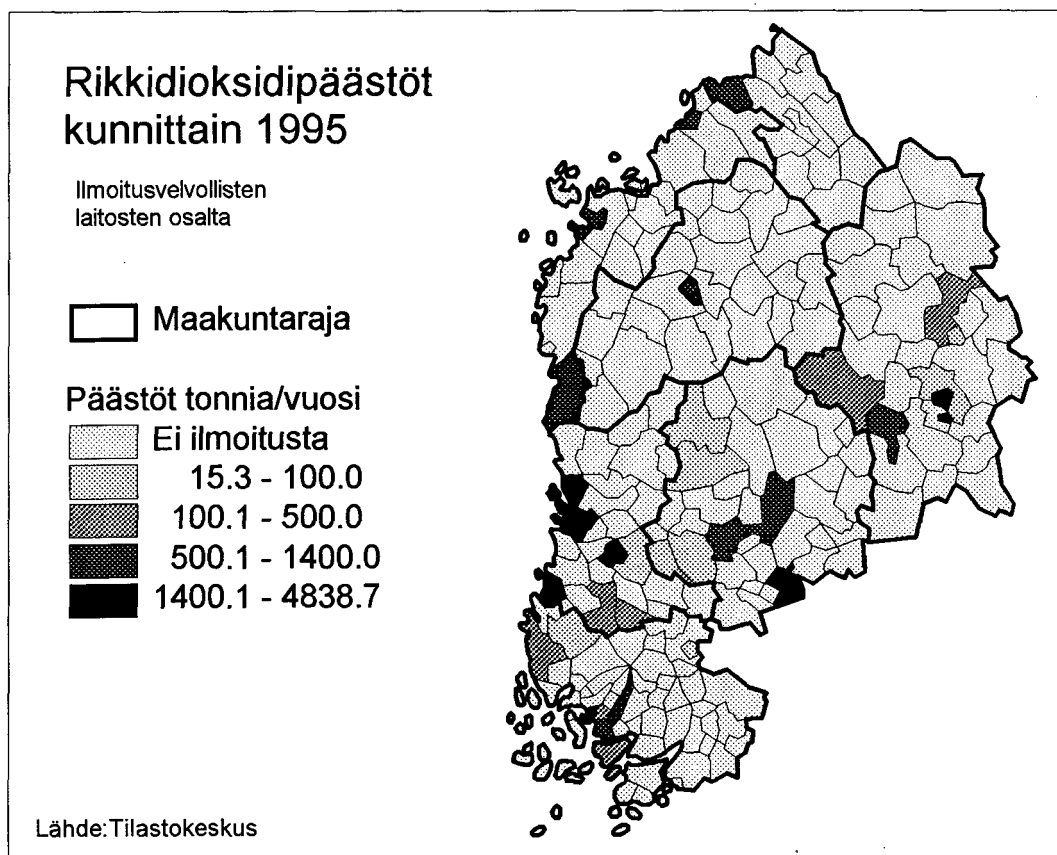 Rikkidioksidipäästöt
kunnittain 1995
Ilmoitusvelvollisten
laitosten osalta
Maakuntaraja
Päästöt tonnia/vuosi
Ei ilmoitusta
15.3 - 100.0
100.1 - 500.0
500.1 - 1400.0
1400.1 - 4838.7
Lähde:Tilastokeskus